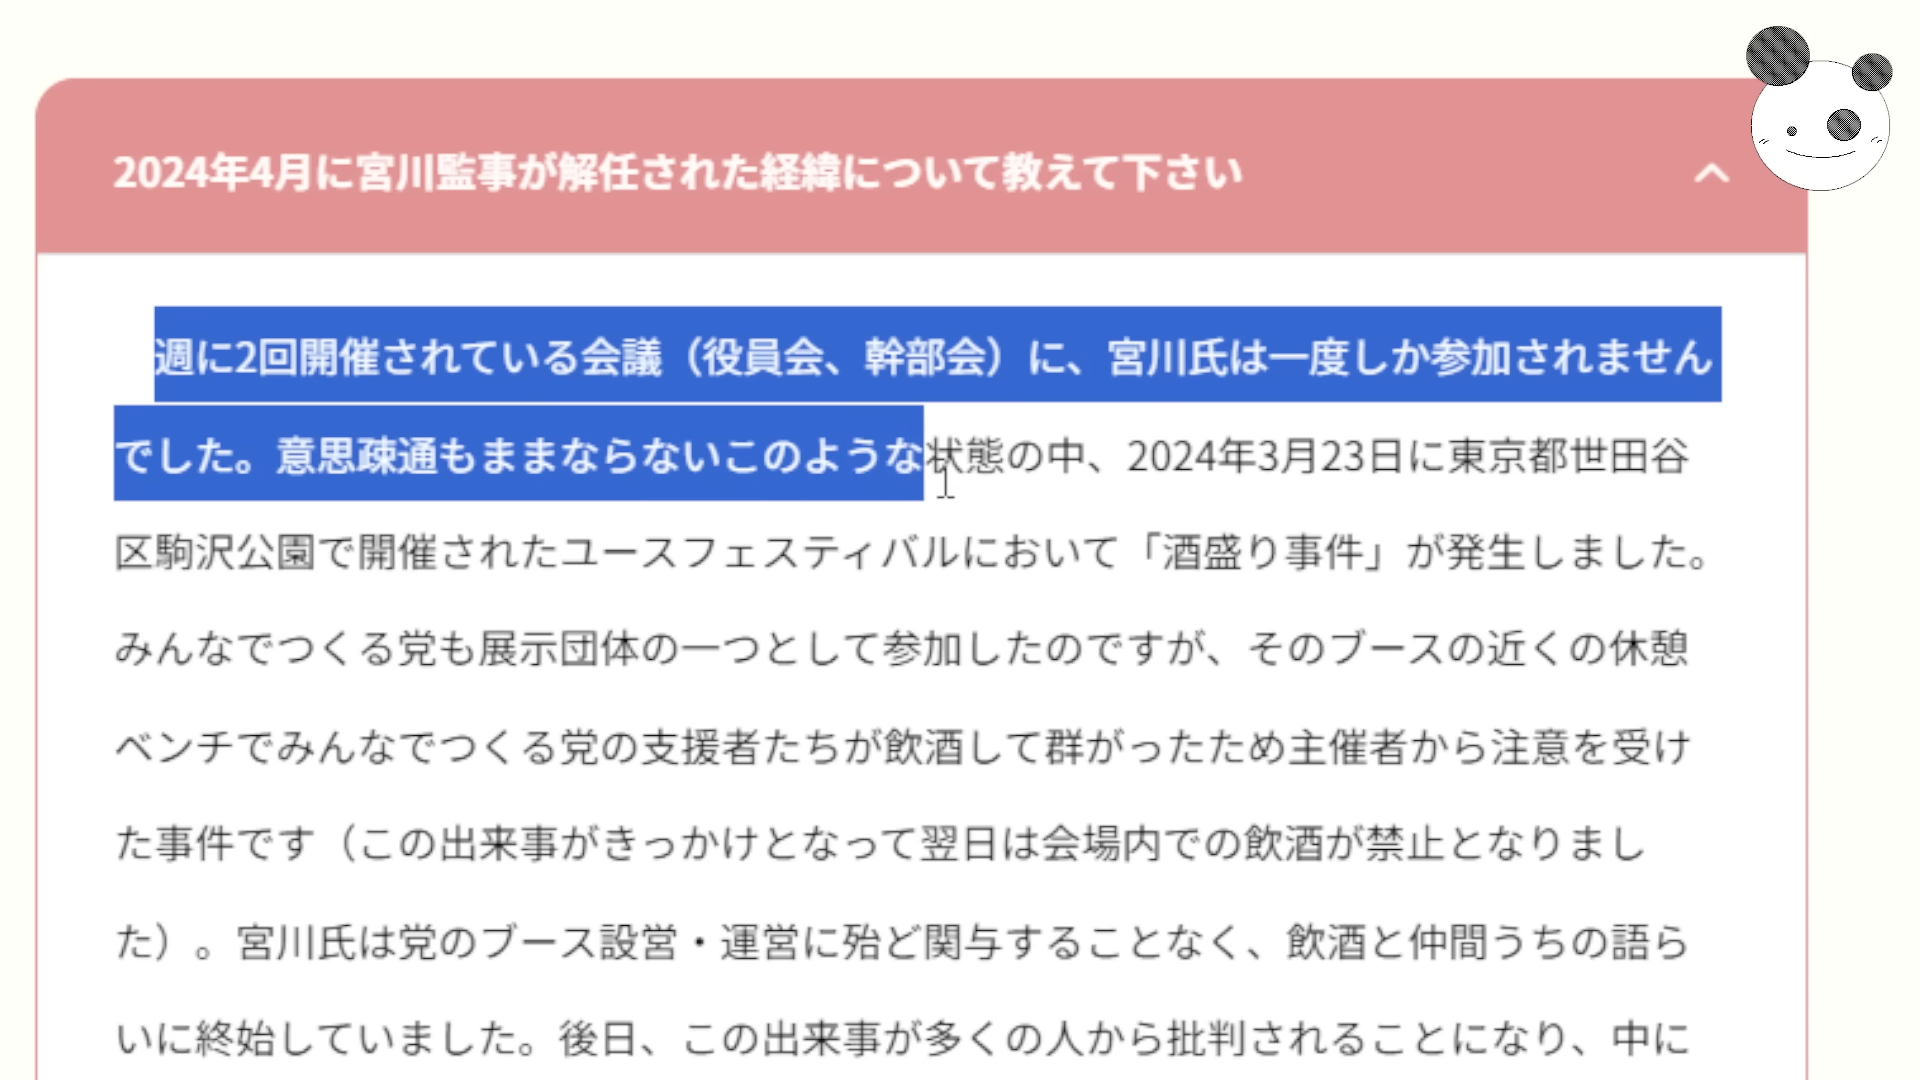 2024年4月に宮川監事が解任された経緯について教えて下さい
週に2回開催されている会議（役員会、幹部会）に、宮川氏は一度しか参加されません
でした。意思疎通もままならないこのような状態の中、2024年3月23日に東京都世田谷
区駒沢公園で開催されたユースフェスティバルにおいて「酒盛り事件」が発生しました。
みんなでつくる党も展示団体の一つとして参加したのですが、そのブースの近くの休憩
ベンチでみんなでつくる党の支援者たちが飲酒して群がったため主催者から注意を受け
た事件です（この出来事がきっかけとなって翌日は会場内での飲酒が禁止となりまし
た）。宮川氏は党のブース設営・運営に殆ど関与することなく、飲酒と仲間うちの語ら
いに終始していました。後日、この出来事が多くの人から批判されることになり、中に